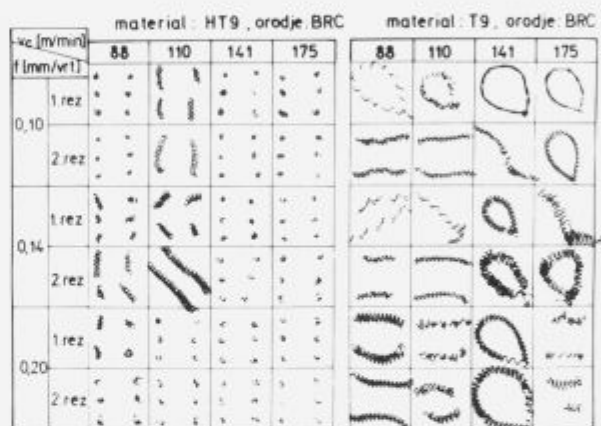 material : HT9 , orodje: BRC
material : T9 , orodje: BRC
vc [m/min] 88 110 141 175 88 110 141 175
f [mm/vrt]
1.rez
0,10
2.rez
1.rez
0,14
2.rez
1.rez
0,20
2.rez